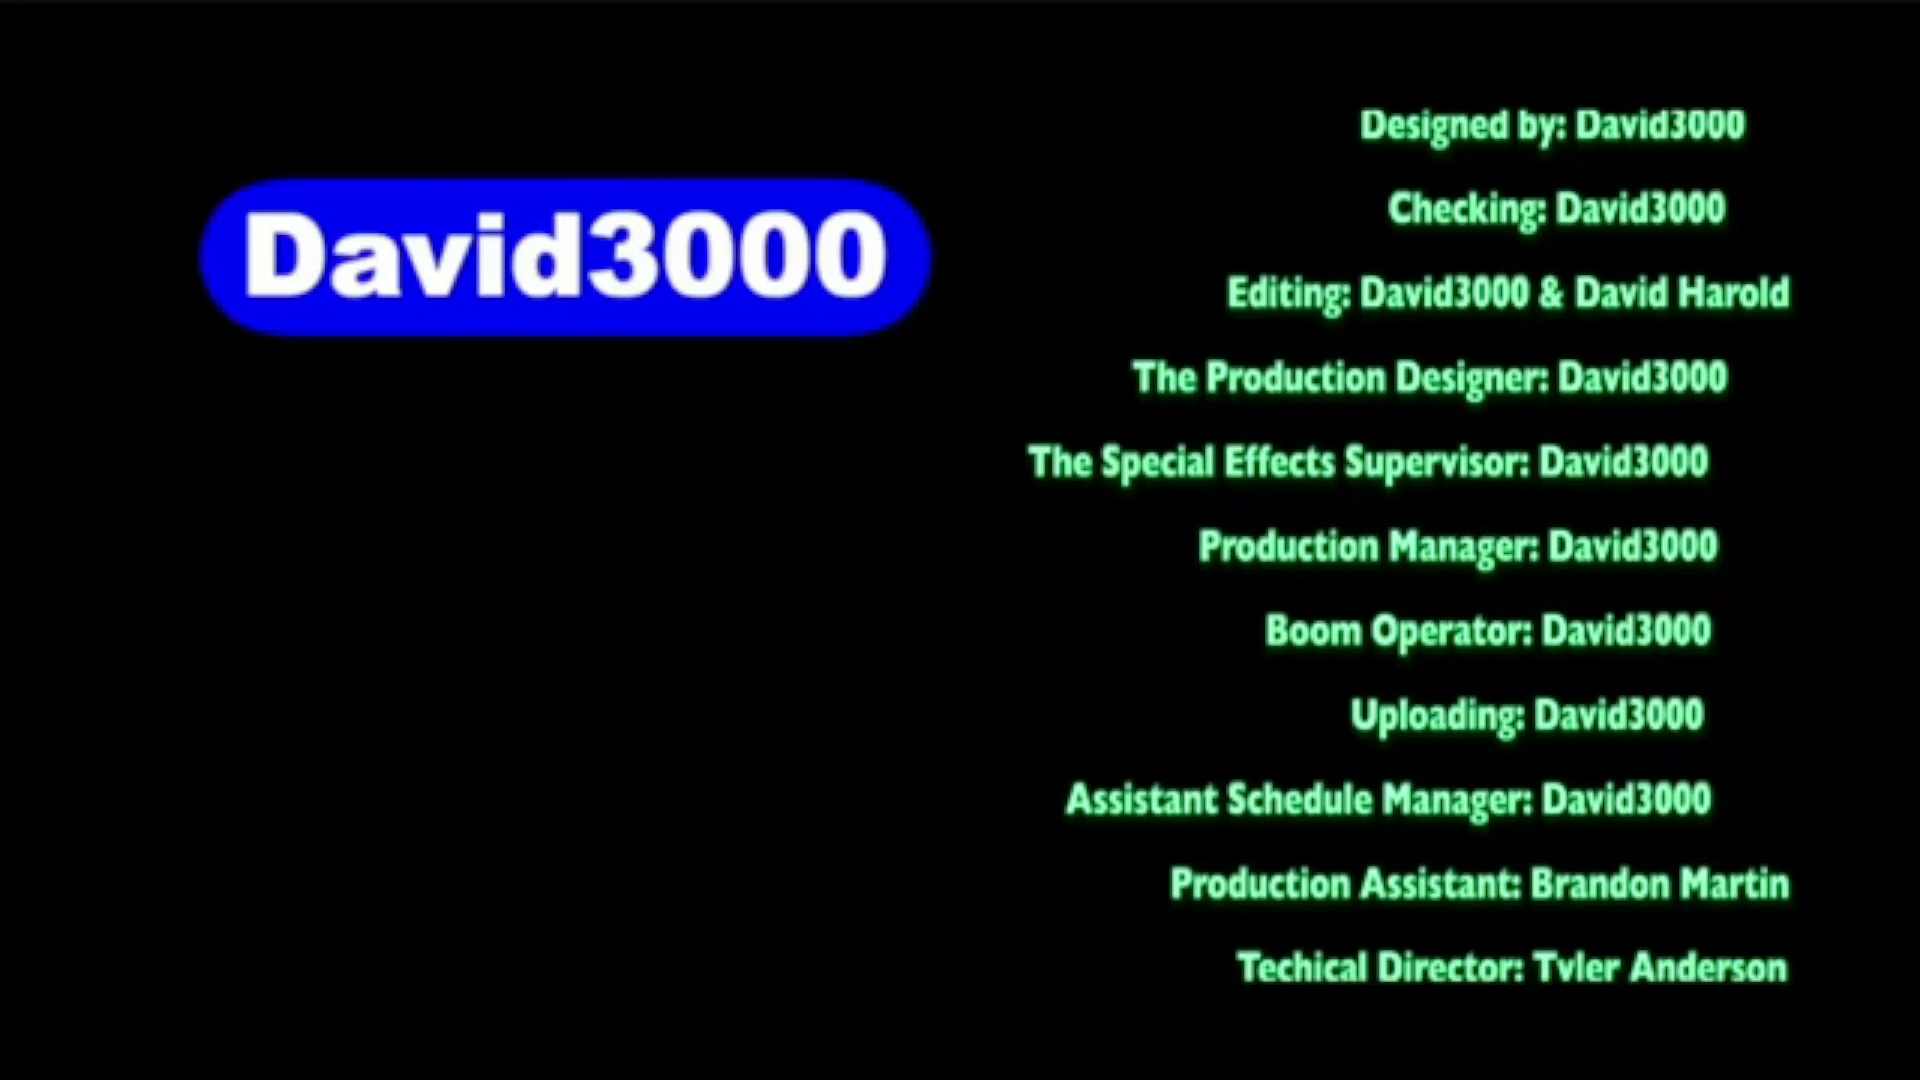 David3000
Designed by: David3000
Checking: David3000
Editing: David3000 & David Harold
The Production Designer: David3000
The Special Effects Supervisor: David3000
Production Manager: David3000
Boom Operator: David3000
Uploading: David3000
Assistant Schedule Manager: David3000
Production Assistant: Brandon Martin
Techical Director: Tyler Anderson